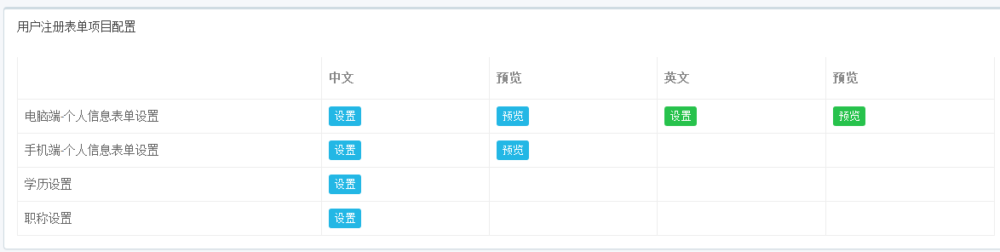 用户注册表单项目配置
中文 预览 英文 预览
电脑端-个人信息表单设置 设置 预览 设置 预览
手机端-个人信息表单设置 设置 预览
学历设置 设置
职称设置 设置